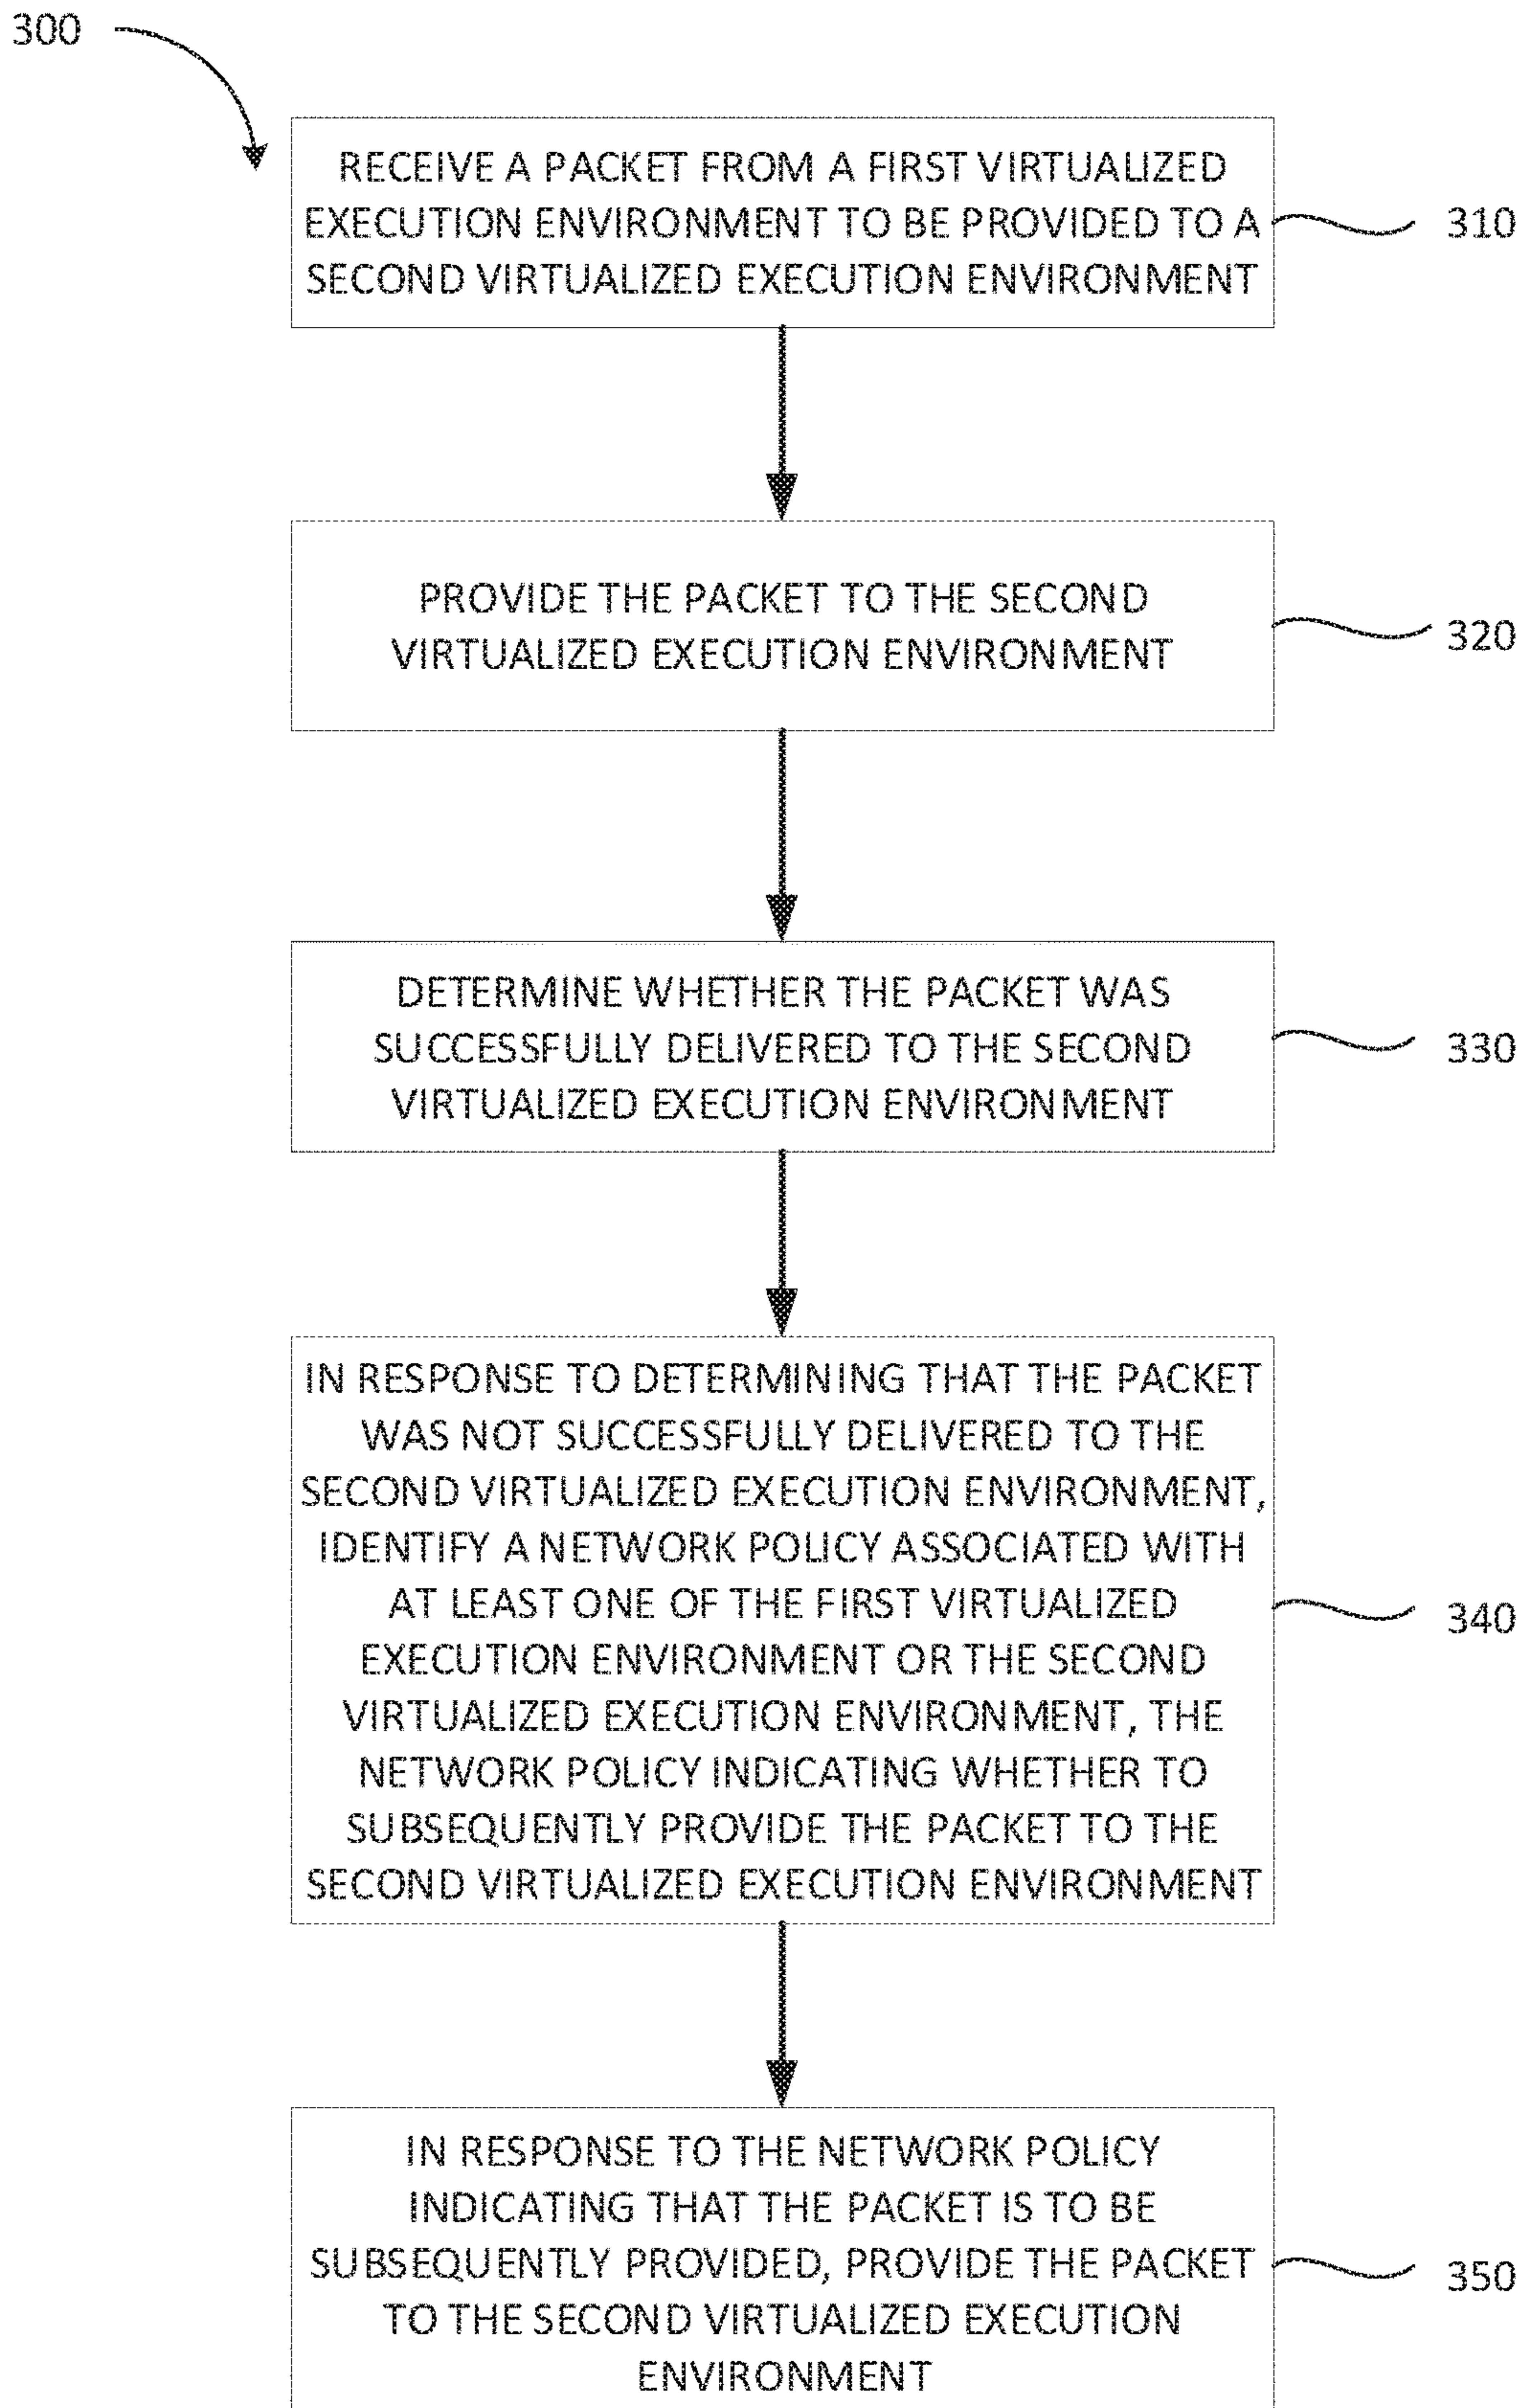 300
RECEIVE A PACKET FROM A FIRST VIRTUALIZED
EXECUTION ENVIRONMENT TO BE PROVIDED TO A
SECOND VIRTUALIZED EXECUTION ENVIRONMENT
310
PROVIDE THE PACKET TO THE SECOND
VIRTUALIZED EXECUTION ENVIRONMENT
320
DETERMINE WHETHER THE PACKET WAS
SUCCESSFULLY DELIVERED TO THE SECOND
VIRTUALIZED EXECUTION ENVIRONMENT
330
IN RESPONSE TO DETERMINING THAT THE PACKET
WAS NOT SUCCESSFULLY DELIVERED TO THE
SECOND VIRTUALIZED EXECUTION ENVIRONMENT,
IDENTIFY A NETWORK POLICY ASSOCIATED WITH
AT LEAST ONE OF THE FIRST VIRTUALIZED
EXECUTION ENVIRONMENT OR THE SECOND
VIRTUALIZED EXECUTION ENVIRONMENT, THE
NETWORK POLICY INDICATING WHETHER TO
SUBSEQUENTLY PROVIDE THE PACKET TO THE
SECOND VIRTUALIZED EXECUTION ENVIRONMENT
340
IN RESPONSE TO THE NETWORK POLICY
INDICATING THAT THE PACKET IS TO BE
SUBSEQUENTLY PROVIDED, PROVIDE THE PACKET
TO THE SECOND VIRTUALIZED EXECUTION
ENVIRONMENT
350